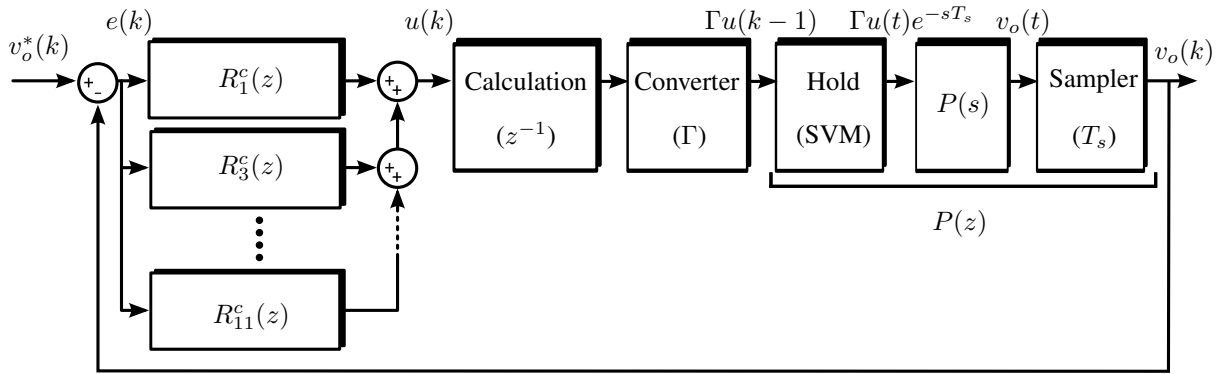 v_o^*(k)
e(k)
u(k)
Γu(k − 1)
Γu(t)e^{−sT_s}
v_o(t)
v_o(k)
+
-
R_1^c(z)
+
+
Calculation
(z^{−1})
Converter
(Γ)
Hold
(SVM)
P(s)
Sampler
(T_s)
R_3^c(z)
+
+
R_{11}^c(z)
P(z)